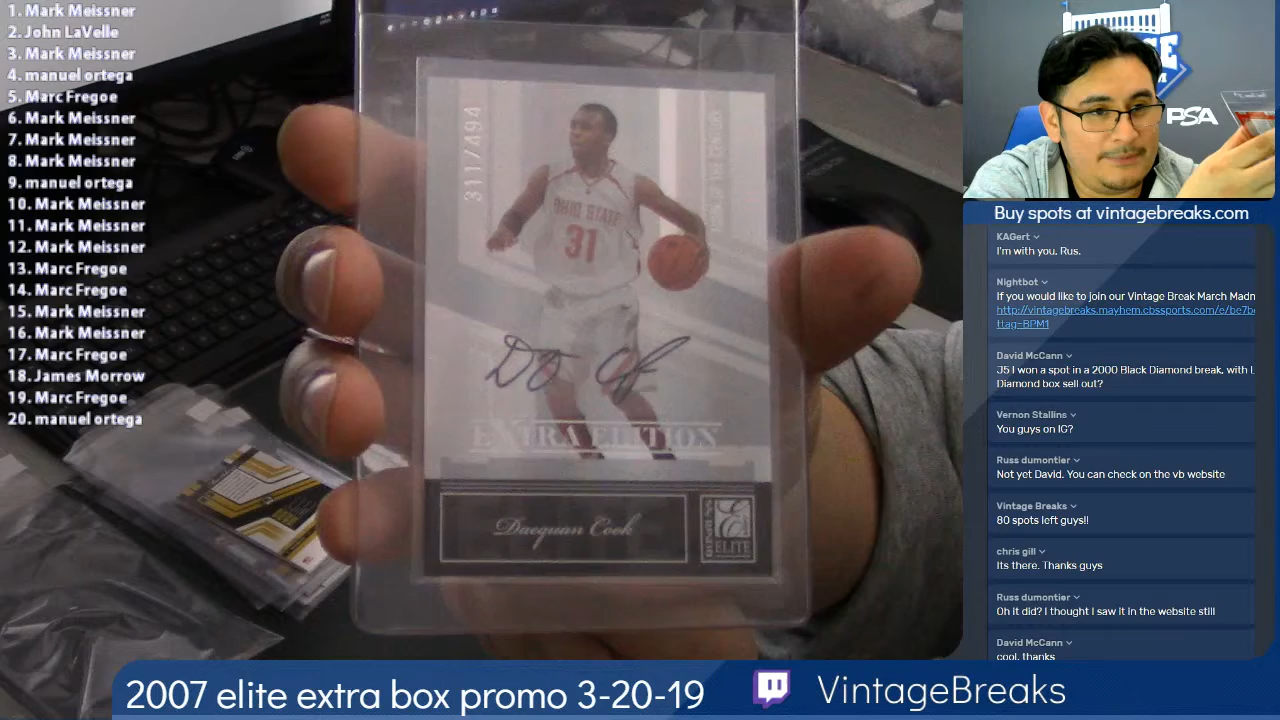 1. Mark Meissner
2. John LaVelle
3. Mark Meissner
4. manuel ortega
5. Marc Fregoe
6. Mark Meissner
7. Mark Meissner
8. Mark Meissner
9. manuel ortega
10. Mark Meissner
11. Mark Meissner
12. Mark Meissner
13. Marc Fregoe
14. Marc Fregoe
15. Mark Meissner
16. Mark Meissner
17. Marc Fregoe
18. James Morrow
19. Marc Fregoe
20. manuel ortega
311/494
OHIO STATE
31
EXTRA EDITION
Daequan Cook
DONRUSS
E
ELITE
PSA
Buy spots at vintagebreaks.com
KAGert
I'm with you, Rus.
Nightbot
If you would like to join our Vintage Break March Madn
http://vintagebreaks.mayhem.cbssports.com/e/be7b
!tag=BPM1
David McCann
J5 I won a spot in a 2000 Black Diamond break, with L
Diamond box sell out?
Vernon Stallins
You guys on IG?
Russ dumontier
Not yet David. You can check on the vb website
Vintage Breaks
80 spots left guys!!
chris gill
Its there. Thanks guys
Russ dumontier
Oh it did? I thought I saw it in the website still
David McCann
cool, thanks
2007 elite extra box promo 3-20-19
VintageBreaks